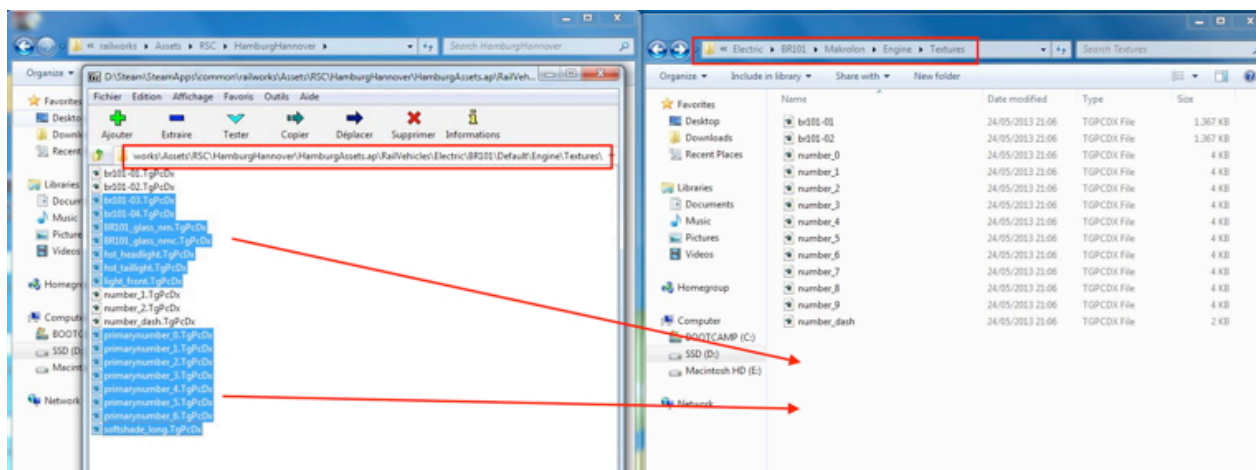 « railworks ▸ Assets ▸ RSC ▸ HamburgHannover ▸
Search HamburgHannover
Organize
D:\Steam\SteamApps\common\railworks\Assets\RSC\HamburgHannover\HamburgAssets.ap\RailVeh...
Fichier Edition Affichage Favoris Outils Aide
Ajouter Extraire Tester Copier Déplacer Supprimer Informations
works\Assets\RSC\HamburgHannover\HamburgAssets.ap\RailVehicles\Electric\BR101\Default\Engine\Textures\
Favorites
Deskto
Downl
Recent
Libraries
Docum
Music
Picture
Videos
Homegr
Compute
BOOTC
SSD (D:
Macint
Network
br101-01.TgPcDx
br101-02.TgPcDx
br101-03.TgPcDx
br101-04.TgPcDx
BR101_glass_nm.TgPcDx
BR101_glass_nmc.TgPcDx
hst_headlight.TgPcDx
hst_taillight.TgPcDx
light_front.TgPcDx
number_1.TgPcDx
number_2.TgPcDx
number_dash.TgPcDx
primarynumber_0.TgPcDx
primarynumber_1.TgPcDx
primarynumber_2.TgPcDx
primarynumber_3.TgPcDx
primarynumber_4.TgPcDx
primarynumber_5.TgPcDx
primarynumber_6.TgPcDx
softshade_long.TgPcDx
« Electric ▸ BR101 ▸ Makrolon ▸ Engine ▸ Textures
Search Textures
Organize Include in library Share with New folder
Favorites
Desktop
Downloads
Recent Places
Libraries
Documents
Music
Pictures
Videos
Homegroup
Computer
BOOTCAMP (C:)
SSD (D:)
Macintosh HD (E:)
Network
Name Date modified Type Size
br101-01 24/05/2013 21:06 TGPCDX File 1.367 KB
br101-02 24/05/2013 21:06 TGPCDX File 1.367 KB
number_0 24/05/2013 21:06 TGPCDX File 4 KB
number_1 24/05/2013 21:06 TGPCDX File 4 KB
number_2 24/05/2013 21:06 TGPCDX File 4 KB
number_3 24/05/2013 21:06 TGPCDX File 4 KB
number_4 24/05/2013 21:06 TGPCDX File 4 KB
number_5 24/05/2013 21:06 TGPCDX File 4 KB
number_6 24/05/2013 21:06 TGPCDX File 4 KB
number_7 24/05/2013 21:06 TGPCDX File 4 KB
number_8 24/05/2013 21:06 TGPCDX File 4 KB
number_9 24/05/2013 21:06 TGPCDX File 4 KB
number_dash 24/05/2013 21:06 TGPCDX File 2 KB